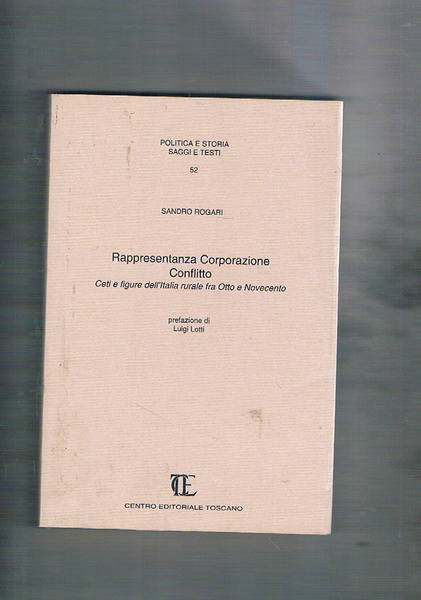 POLITICA E STORIA
SAGGI E TESTI
52
SANDRO ROGARI
Rappresentanza Corporazione
Conflitto
Ceti e figure dell'Italia rurale fra Otto e Novecento
prefazione di
Luigi Lotti
CENTRO EDITORIALE TOSCANO